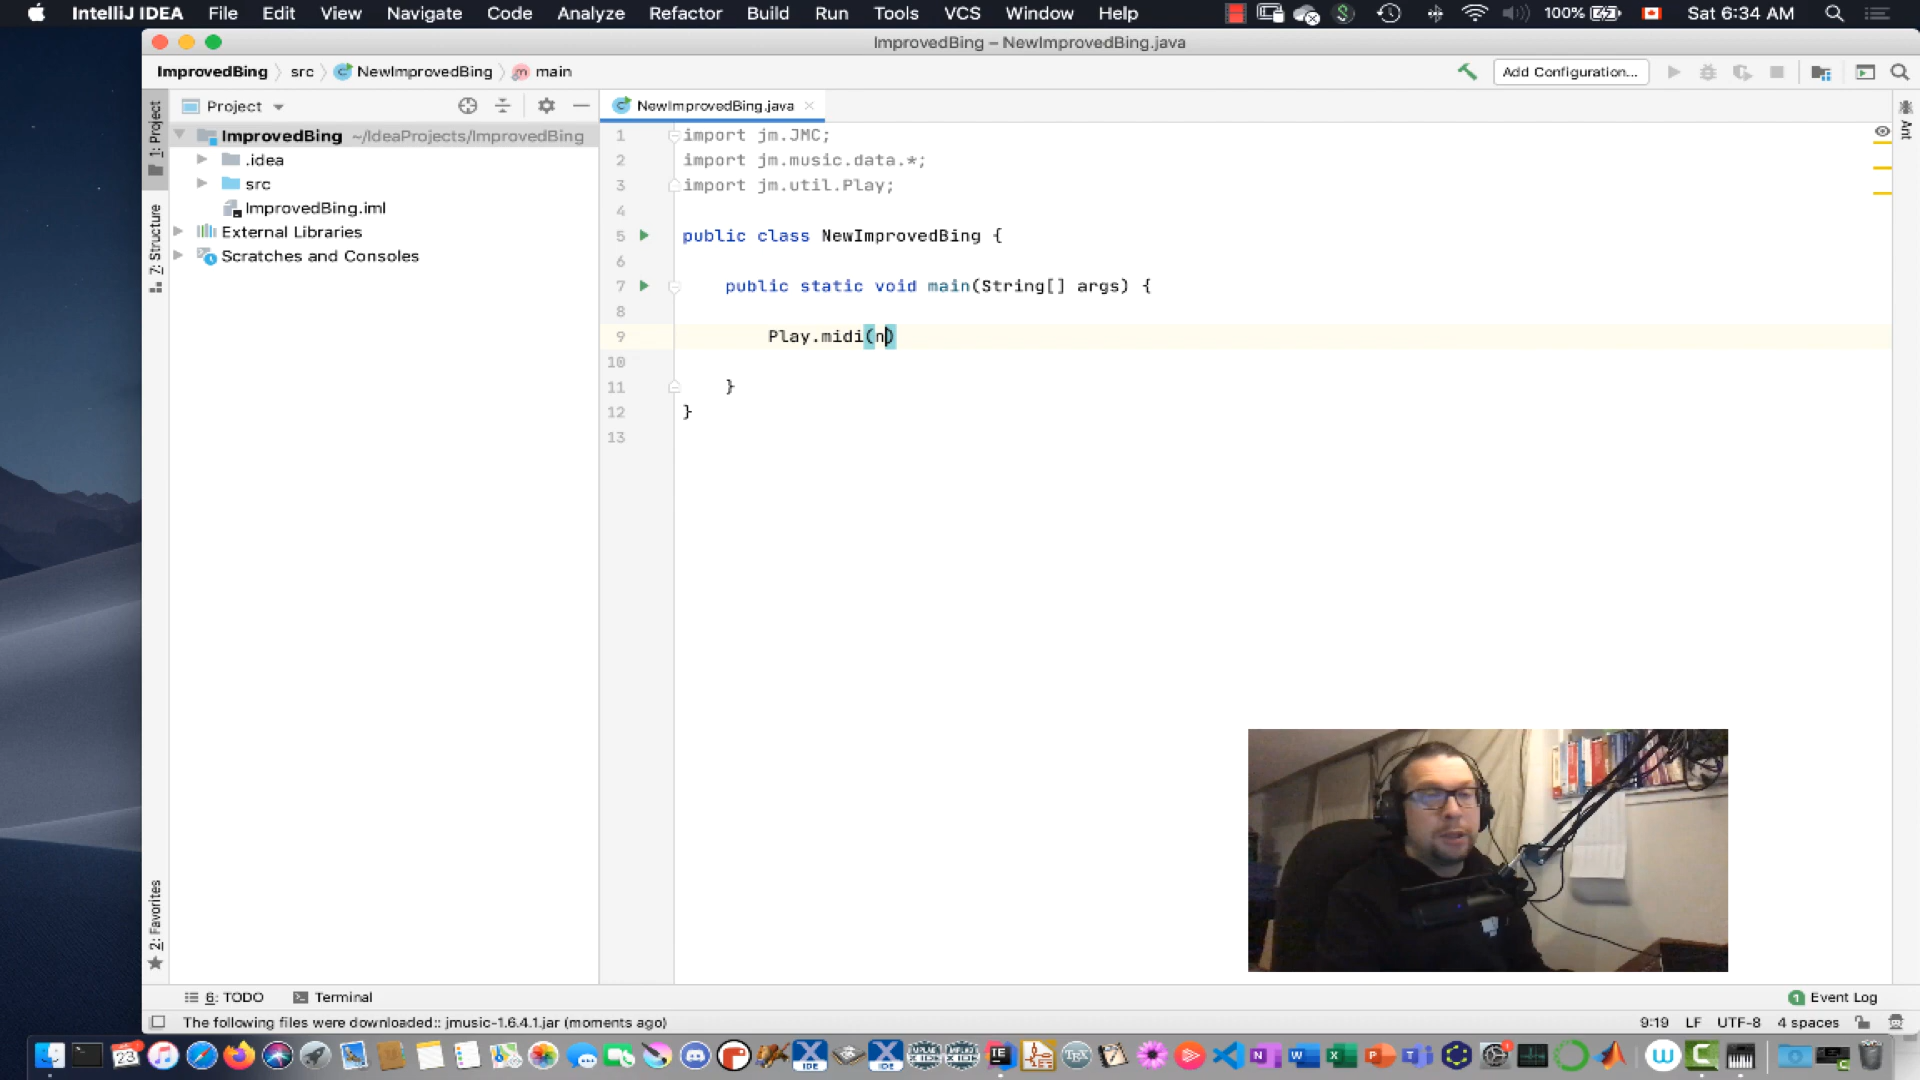 IntelliJ IDEA File Edit View Navigate Code Analyze Refactor Build Run Tools VCS Window Help 100% Sat 6:34 AM
ImprovedBing – NewImprovedBing.java
ImprovedBing src NewImprovedBing main Add Configuration...
Project
NewImprovedBing.java
1: Project
7: Structure
2: Favorites
Ant
ImprovedBing ~/IdeaProjects/ImprovedBing
.idea
src
ImprovedBing.iml
External Libraries
Scratches and Consoles
1 import jm.JMC;
2 import jm.music.data.*;
3 import jm.util.Play;
4
5 public class NewImprovedBing {
6
7 public static void main(String[] args) {
8
9 Play.midi(n)
10
11 }
12 }
13
6: TODO Terminal 1 Event Log
The following files were downloaded:: jmusic-1.6.4.1.jar (moments ago) 9:19 LF UTF-8 4 spaces